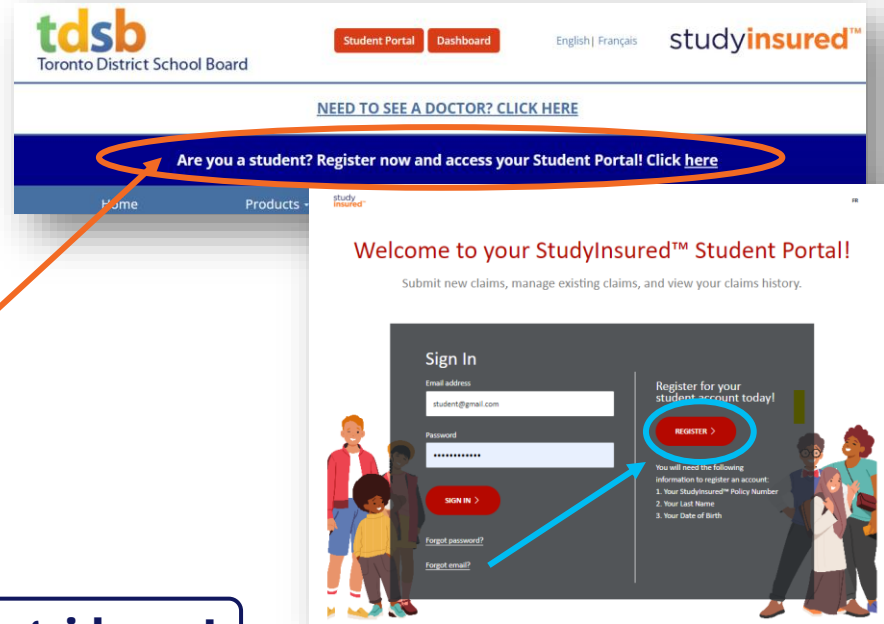 tdsb
Toronto District School Board
Student Portal Dashboard
English| Français
studyinsured™
NEED TO SEE A DOCTOR? CLICK HERE
Are you a student? Register now and access your Student Portal! Click here
Home Products
study
insured™
FR
Welcome to your StudyInsured™ Student Portal!
Submit new claims, manage existing claims, and view your claims history.
Sign In
Email address
student@gmail.com
Password
SIGN IN >
Forgot password?
Forgot email?
Register for your
student account today!
REGISTER >
You will need the following
information to register an account:
1. Your StudyInsured™ Policy Number
2. Your Last Name
3. Your Date of Birth